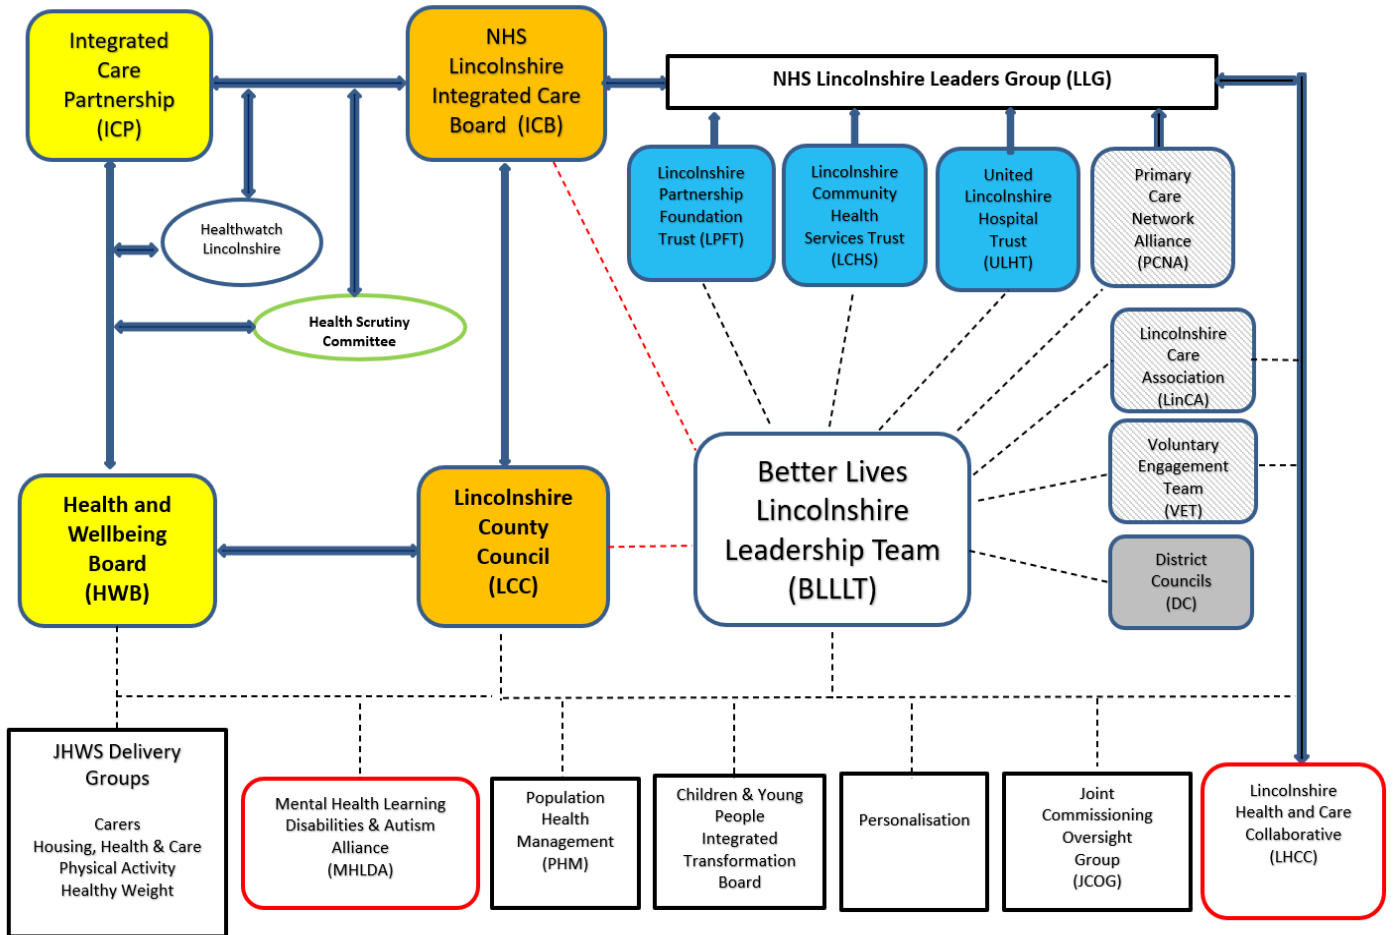 Integrated
Care
Partnership
(ICP)
NHS
Lincolnshire
Integrated Care
Board (ICB)
NHS Lincolnshire Leaders Group (LLG)
Lincolnshire
Partnership
Foundation
Trust (LPFT)
Lincolnshire
Community
Health
Services Trust
(LCHS)
United
Lincolnshire
Hospital
Trust
(ULHT)
Primary
Care
Network
Alliance
(PCNA)
Healthwatch
Lincolnshire
Health Scrutiny
Committee
Lincolnshire
Care
Association
(LinCA)
Voluntary
Engagement
Team
(VET)
District
Councils
(DC)
Health and
Wellbeing
Board
(HWB)
Lincolnshire
County
Council
(LCC)
Better Lives
Lincolnshire
Leadership Team
(BLLLT)
JHWS Delivery
Groups
Carers
Housing, Health & Care
Physical Activity
Healthy Weight
Mental Health Learning
Disabilities & Autism
Alliance
(MHLDA)
Population
Health
Management
(PHM)
Children & Young
People
Integrated
Transformation
Board
Personalisation
Joint
Commissioning
Oversight
Group
(JCOG)
Lincolnshire
Health and Care
Collaborative
(LHCC)